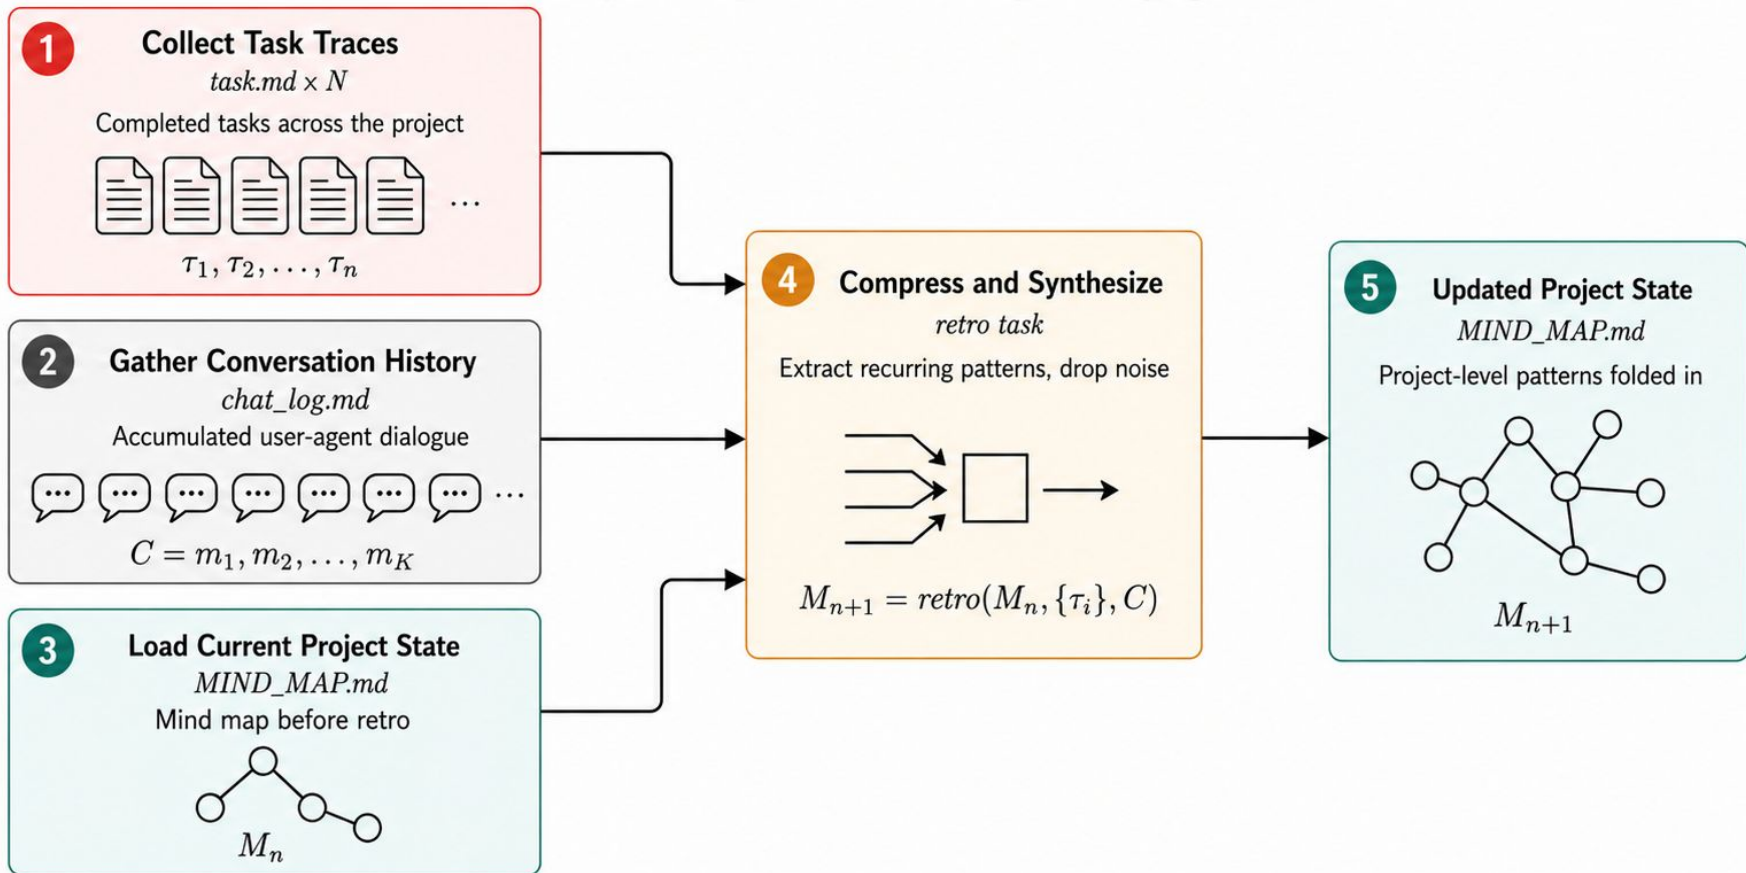 1
Collect Task Traces
task.md × N
Completed tasks across the project
...
τ₁, τ₂, . . . , τₙ
2
Gather Conversation History
chat_log.md
Accumulated user-agent dialogue
...
C = m₁, m₂, . . . , m_K
3
Load Current Project State
MIND_MAP.md
Mind map before retro
Mₙ
4
Compress and Synthesize
retro task
Extract recurring patterns, drop noise
Mₙ₊₁ = retro(Mₙ, {τᵢ}, C)
5
Updated Project State
MIND_MAP.md
Project-level patterns folded in
Mₙ₊₁